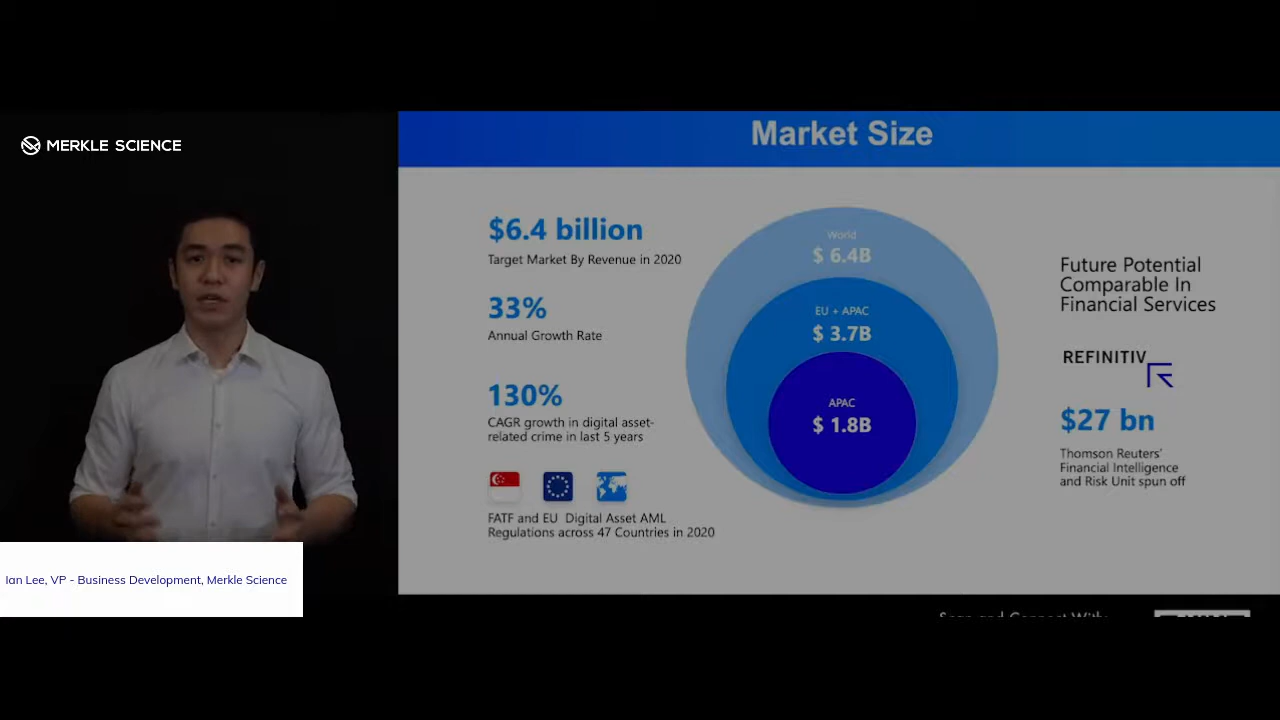 MERKLE SCIENCE
Market Size
$6.4 billion
Target Market By Revenue in 2020
33%
Annual Growth Rate
130%
CAGR growth in digital asset-
related crime in last 5 years
FATF and EU Digital Asset AML
Regulations across 47 Countries in 2020
World
$ 6.4B
EU + APAC
$ 3.7B
APAC
$ 1.8B
Future Potential
Comparable In
Financial Services
REFINITIV
$27 bn
Thomson Reuters'
Financial Intelligence
and Risk Unit spun off
Ian Lee, VP - Business Development, Merkle Science
Scan and Connect With